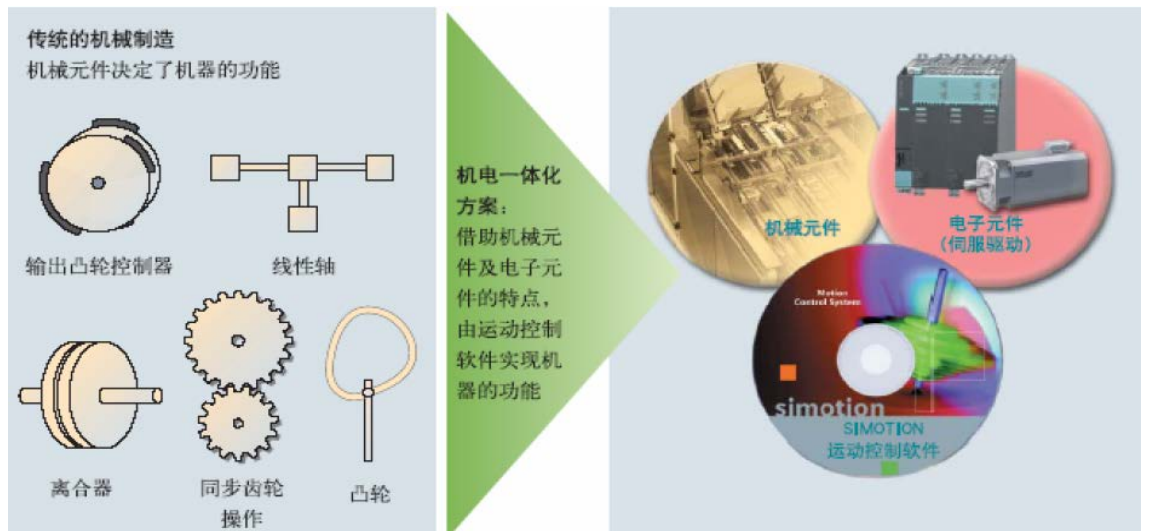 传统的机械制造
机械元件决定了机器的功能
输出凸轮控制器
线性轴
离合器
同步齿轮
操作
凸轮
机电一体化
方案：
借助机械元
件及电子元
件的特点，
由运动控制
软件实现机
器的功能
机械元件
电子元件
（伺服驱动）
Motion
Control System
simotion
SIMOTION
运动控制软件